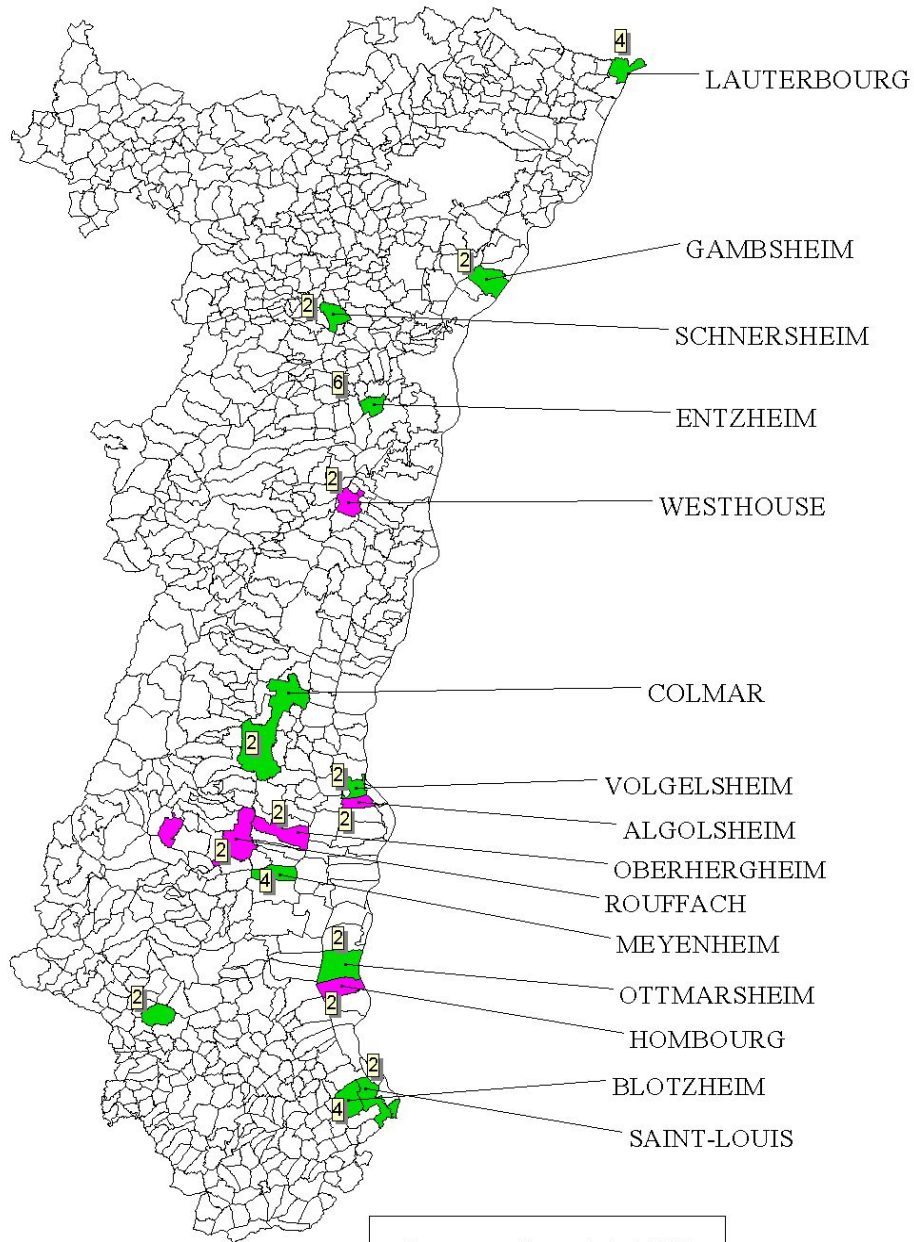 4
LAUTERBOURG
2
GAMBSHEIM
2
SCHNERSHEIM
6
ENTZHEIM
2
WESTHOUSE
COLMAR
2
2
VOLGELSHEIM
2
ALGOLSHEIM
2
OBERHERGHEIM
2
ROUFFACH
4
MEYENHEIM
2
OTTMARSHEIM
2
HOMBOURG
2
2
BLOTZHEIM
4
SAINT-LOUIS